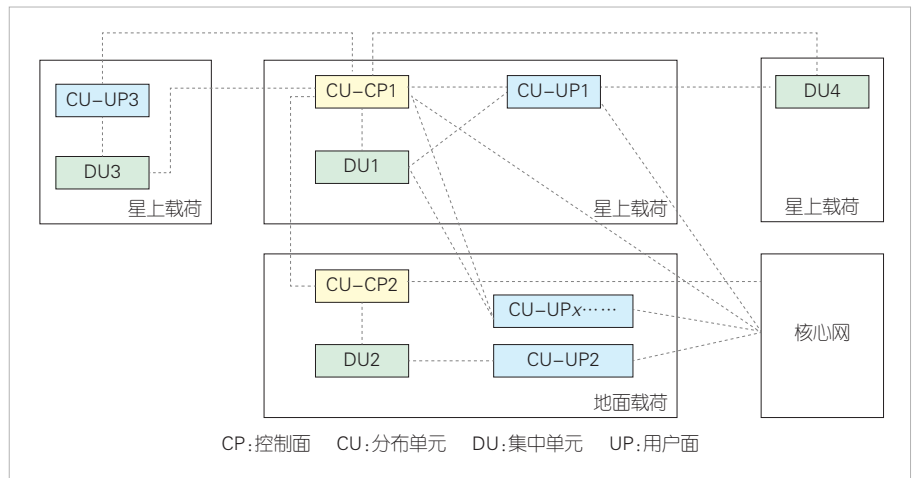 CU-UP3
DU3
星上载荷
CU-CP1
CU-UP1
DU1
星上载荷
DU4
星上载荷
CU-CP2
CU-UPx……
DU2
CU-UP2
地面载荷
核心网
CP:控制面 CU:分布单元 DU:集中单元 UP:用户面